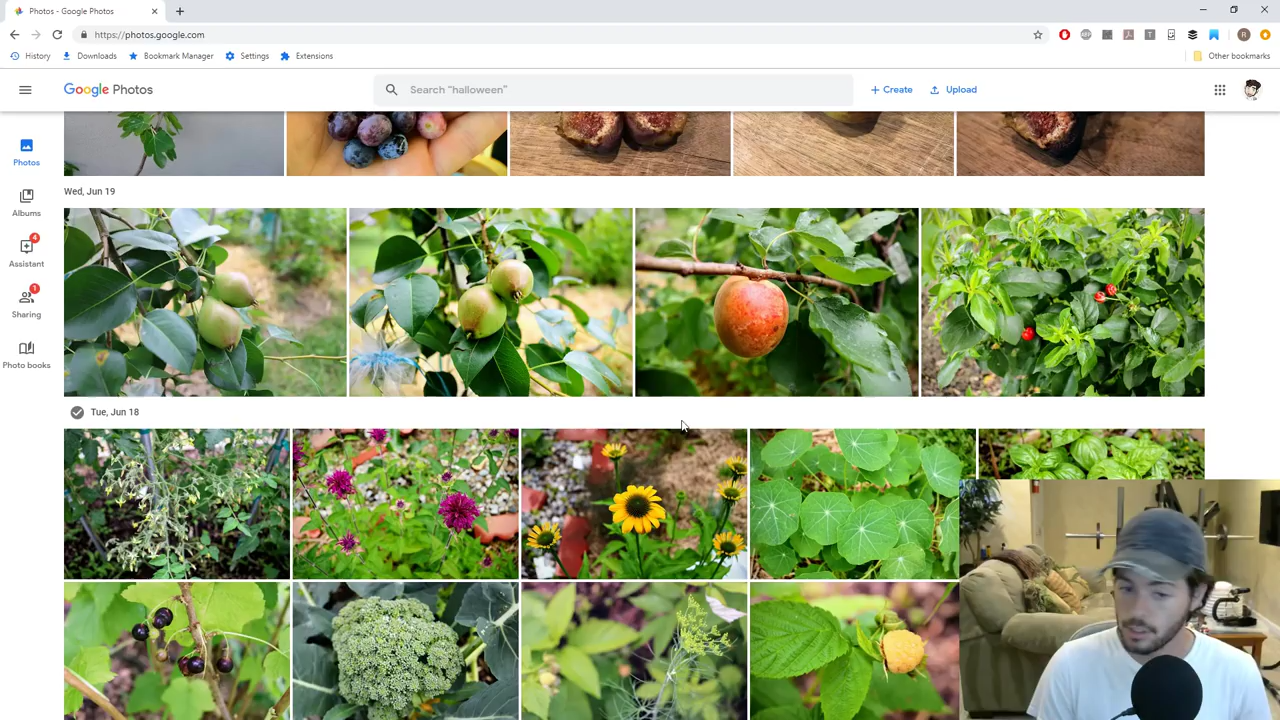 Photos - Google Photos
https://photos.google.com
R
History Downloads Bookmark Manager Settings Extensions Other bookmarks
Google Photos Search “halloween” + Create Upload
Photos
Albums
4
Assistant
1
Sharing
Photo books
Wed, Jun 19
Tue, Jun 18